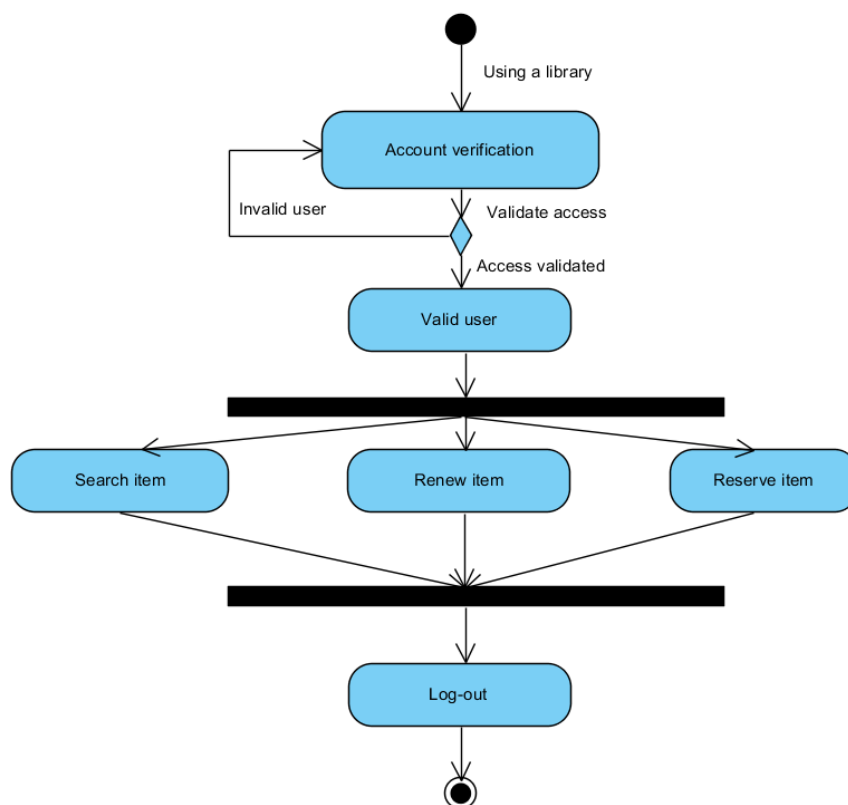 Using a library
Account verification
Invalid user
Validate access
Access validated
Valid user
Search item
Renew item
Reserve item
Log-out